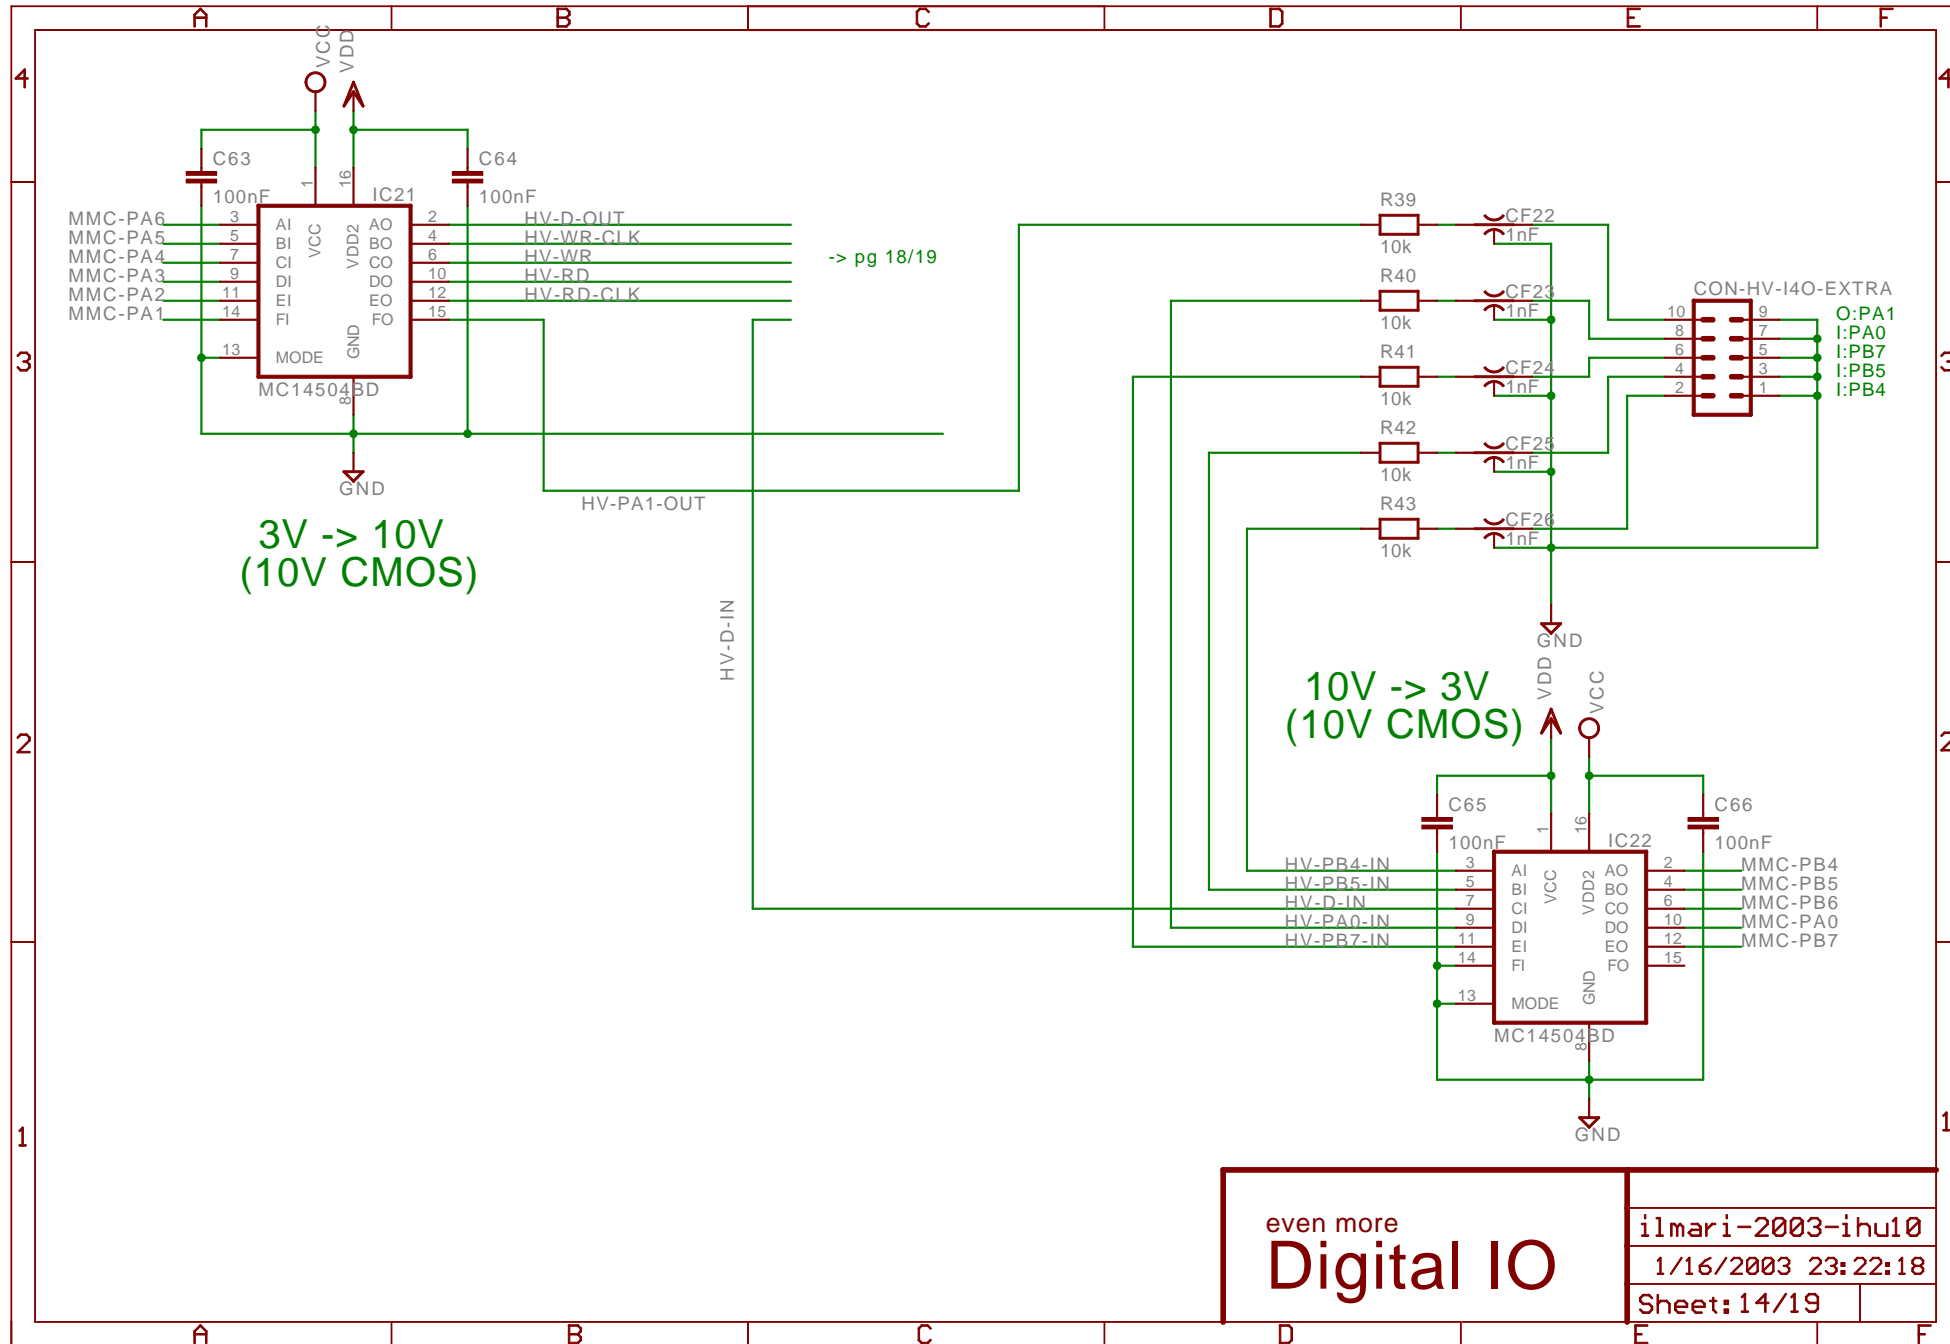 A B C D E F
4 4
VCC
VDD
C63
100nF
C64
100nF
1
16
IC21
MMC-PA6 3 AI AO 2 HV-D-OUT
MMC-PA5 5 BI BO 4 HV-WR-CLK
MMC-PA4 7 CI CO 6 HV-WR
MMC-PA3 9 DI DO 10 HV-RD
MMC-PA2 11 EI EO 12 HV-RD-CLK
MMC-PA1 14 FI FO 15
VCC
VDD2
13 MODE
GND
MC14504BD
8
GND
-> pg 18/19
3V -> 10V
(10V CMOS)
HV-PA1-OUT
HV-D-IN
R39
10k
CF22
1nF
R40
10k
CF23
1nF
R41
10k
CF24
1nF
R42
10k
CF25
1nF
R43
10k
CF26
1nF
CON-HV-I4O-EXTRA
10 9 O:PA1
8 7 I:PA0
6 5 I:PB7
4 3 I:PB5
2 1 I:PB4
3 3
GND
10V -> 3V
(10V CMOS)
VDD
VCC
2 2
C65
100nF
C66
100nF
1
16
IC22
HV-PB4-IN 3 AI AO 2 MMC-PB4
HV-PB5-IN 5 BI BO 4 MMC-PB5
HV-D-IN 7 CI CO 6 MMC-PB6
HV-PA0-IN 9 DI DO 10 MMC-PA0
HV-PB7-IN 11 EI EO 12 MMC-PB7
14 FI FO 15
VCC
VDD2
13 MODE
GND
MC14504BD
8
GND
1 1
even more
Digital IO
ilmari-2003-ihu10
1/16/2003 23:22:18
Sheet: 14/19
A B C D E F